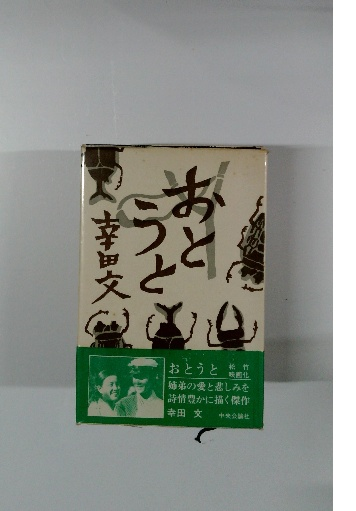 おと
うと
幸田文
おとうと 松竹
映画化
姉弟の愛と悲しみを
詩情豊かに描く傑作
幸田 文 中央公論社